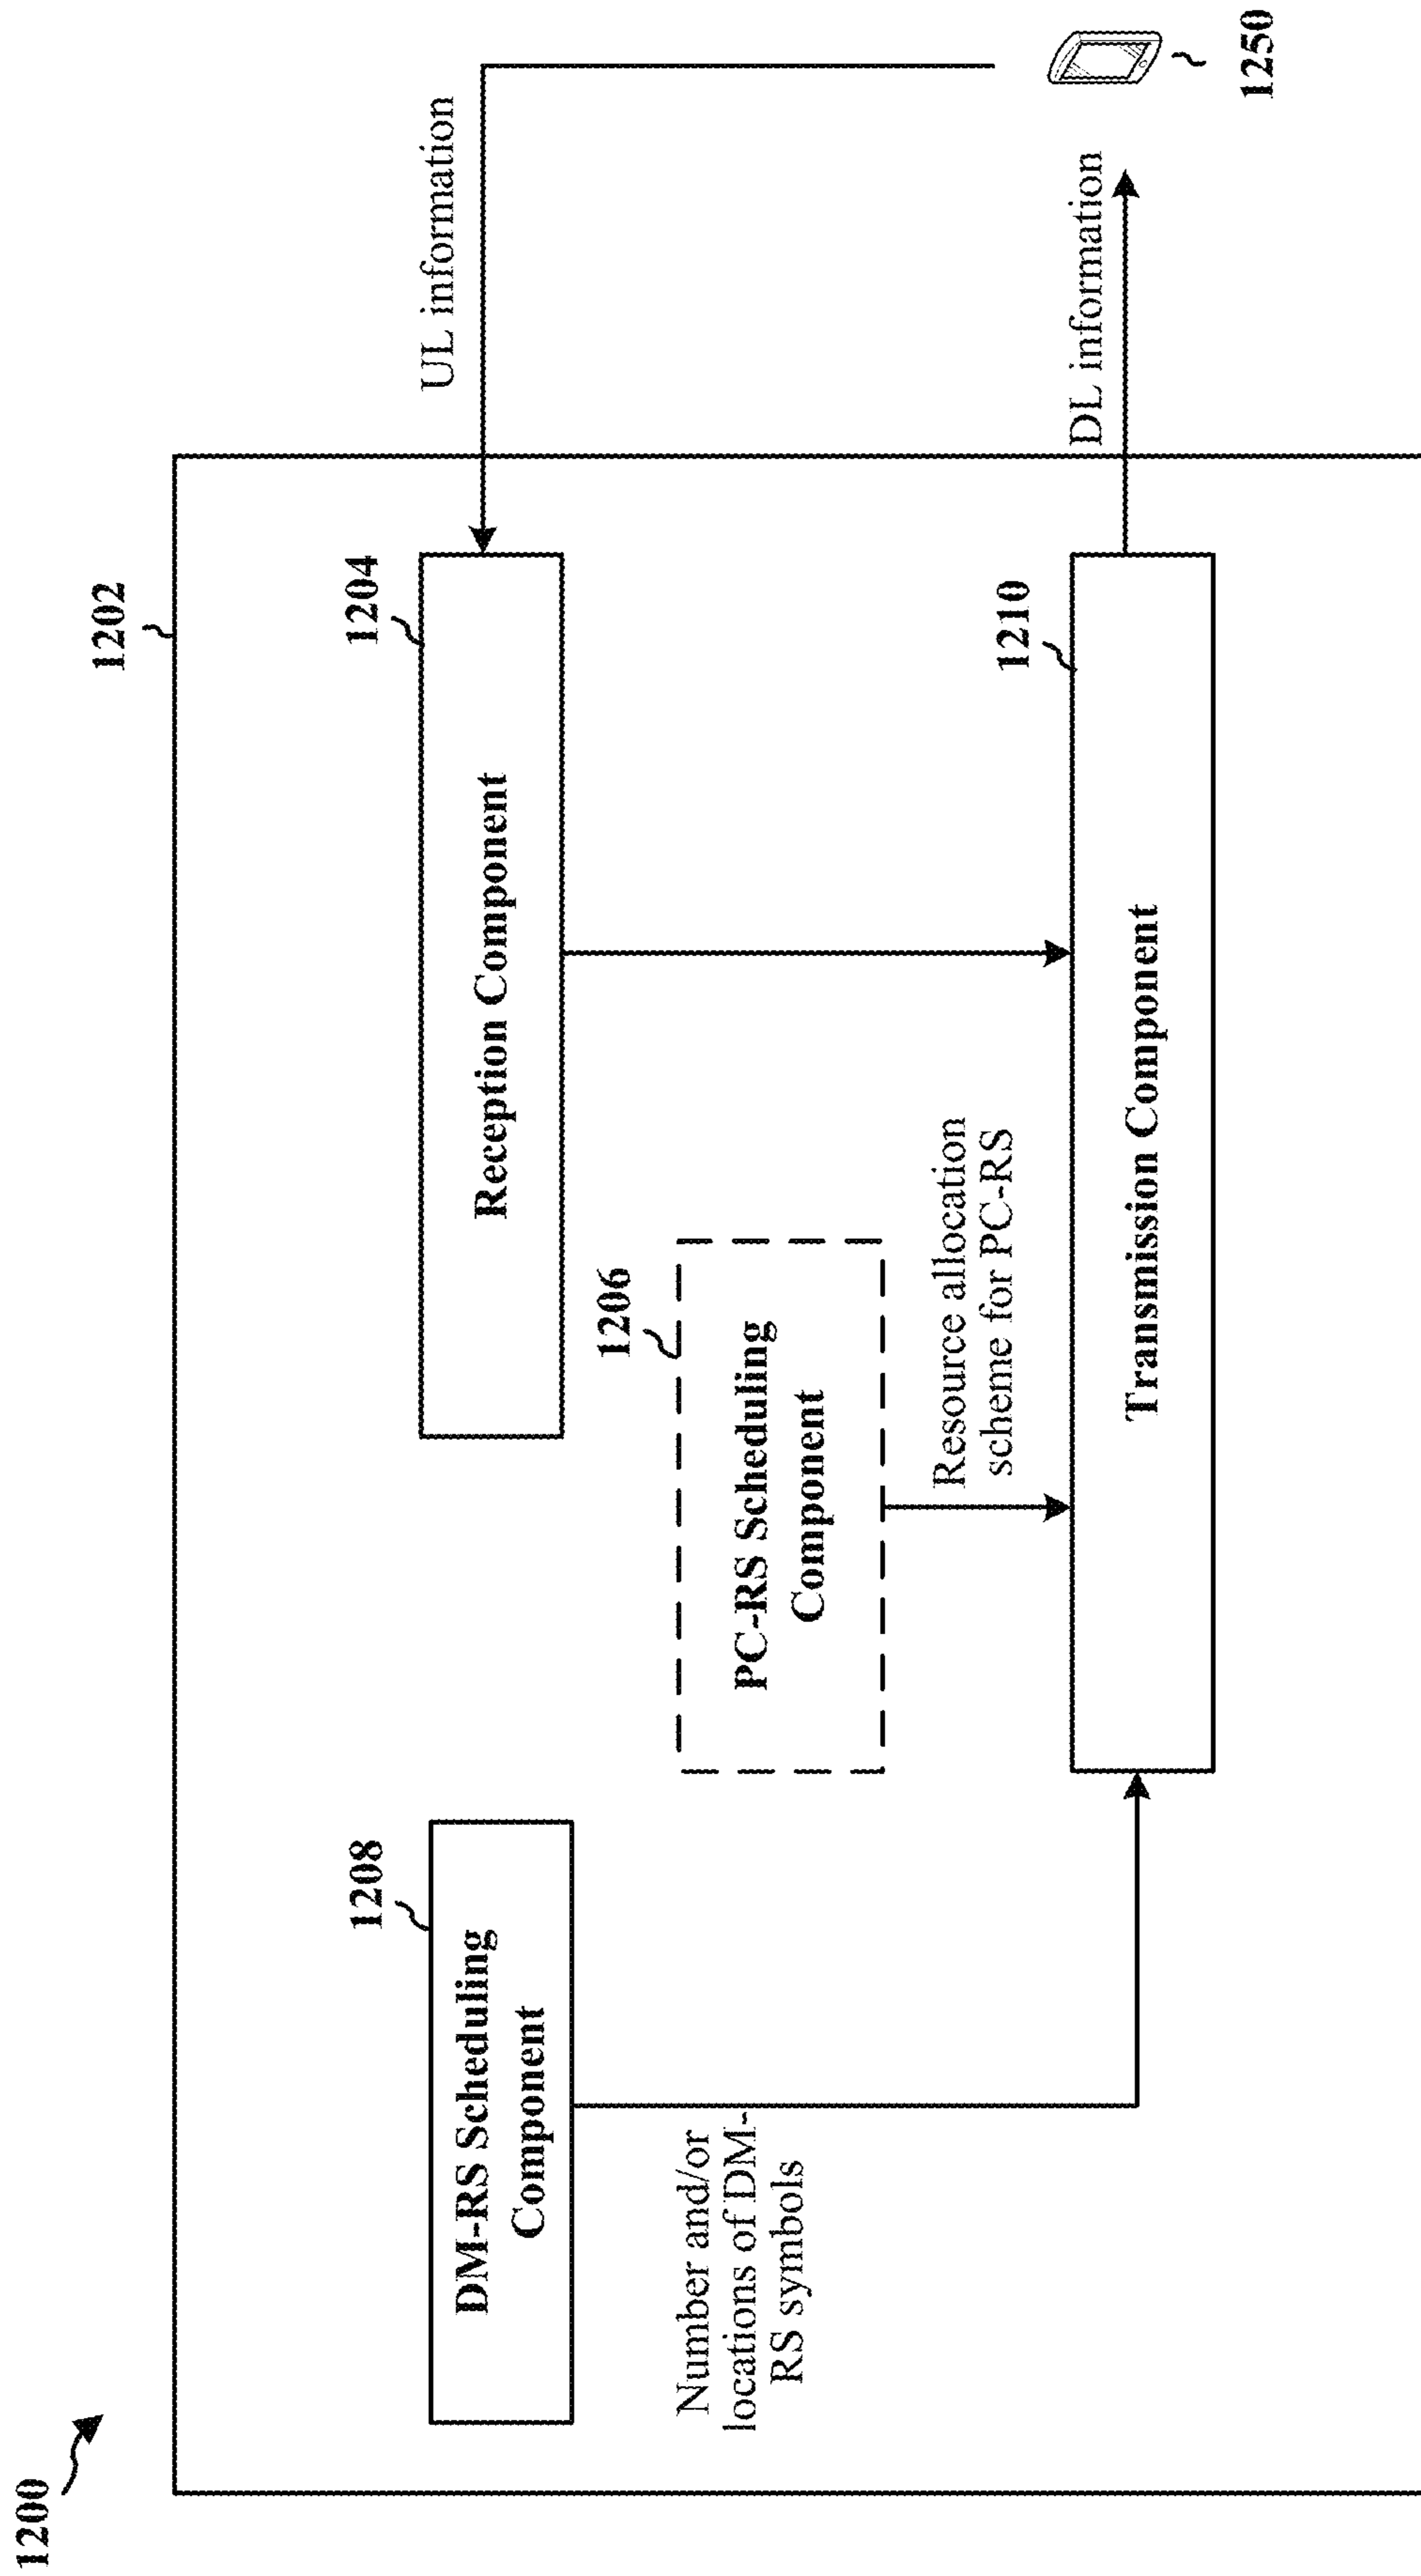 1200
1202
DM-RS Scheduling
Component
1208
Number and/or
locations of DM-
RS symbols
PC-RS Scheduling
Component
1206
Resource allocation
scheme for PC-RS
Reception Component
1204
UL information
Transmission Component
1210
DL information
1250